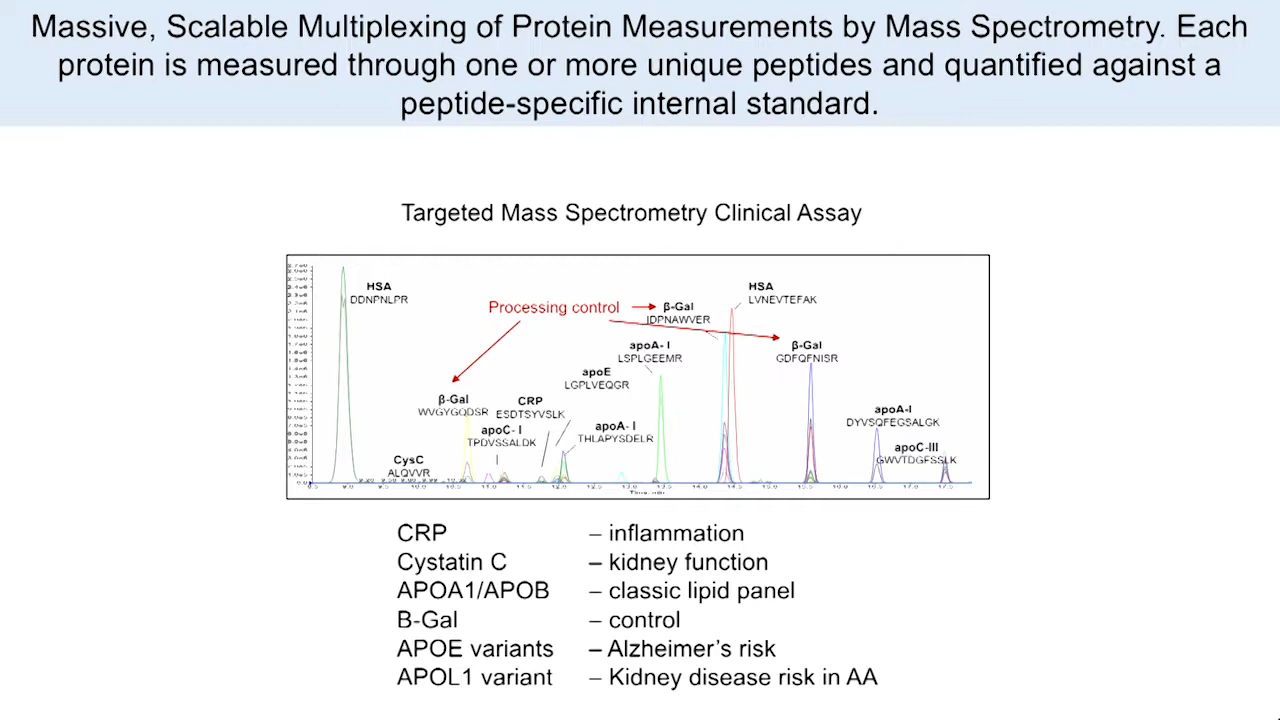 Massive, Scalable Multiplexing of Protein Measurements by Mass Spectrometry. Each
protein is measured through one or more unique peptides and quantified against a
peptide-specific internal standard.
Targeted Mass Spectrometry Clinical Assay
HSA
DDNPNLPR
Processing control
β-Gal
IDPNAWVER
HSA
LVNEVTEFAK
apoA- I
LSPLGEEMR
β-Gal
GDFQFNISR
apoE
LGPLVEQGR
β-Gal
WVGYGQDSR
CRP
ESDTSYVSLK
apoC- I
TPDVSSALDK
apoA- I
THLAPYSDELR
apoA-I
DYVSQFEGSALGK
CysC
ALQVVR
apoC-III
GWVTDGFSSLK
Time, min
CRP – inflammation
Cystatin C – kidney function
APOA1/APOB – classic lipid panel
B-Gal – control
APOE variants – Alzheimer’s risk
APOL1 variant – Kidney disease risk in AA